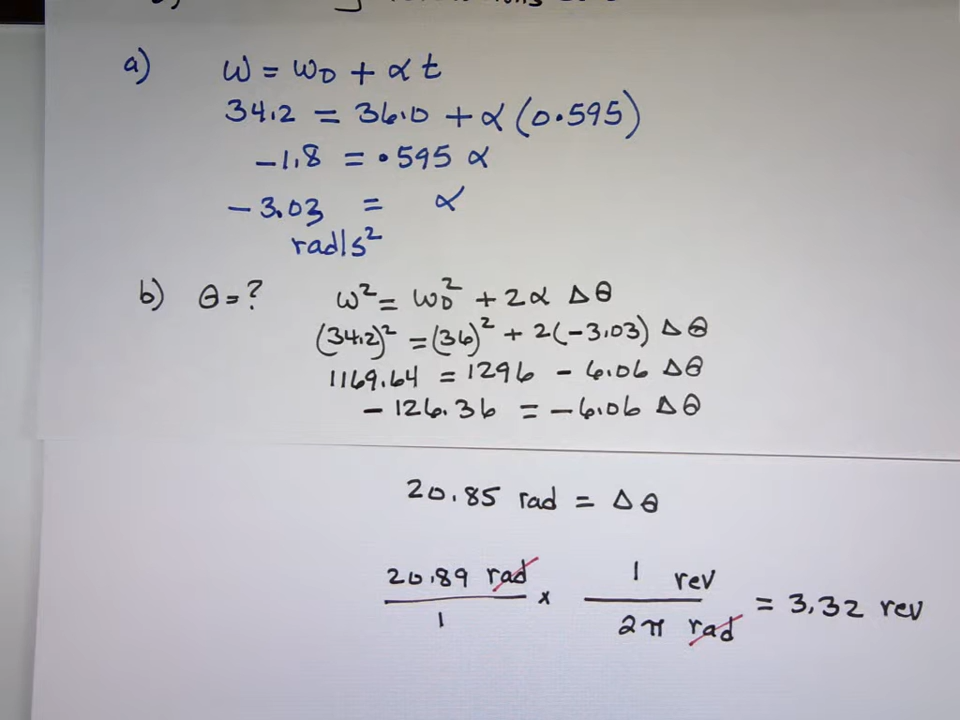 a) ω = ω0 + α t
34.2 = 36.0 + α (0.595)
-1.8 = .595 α
-3.03 = α
rad/s²
b) θ = ? ω² = ω0² + 2α Δθ
(34.2)² = (36)² + 2(-3.03) Δθ
1169.64 = 1296 - 6.06 Δθ
-126.36 = -6.06 Δθ
20.85 rad = Δθ
20.89 rad / 1 × 1 rev / 2π rad = 3.32 rev